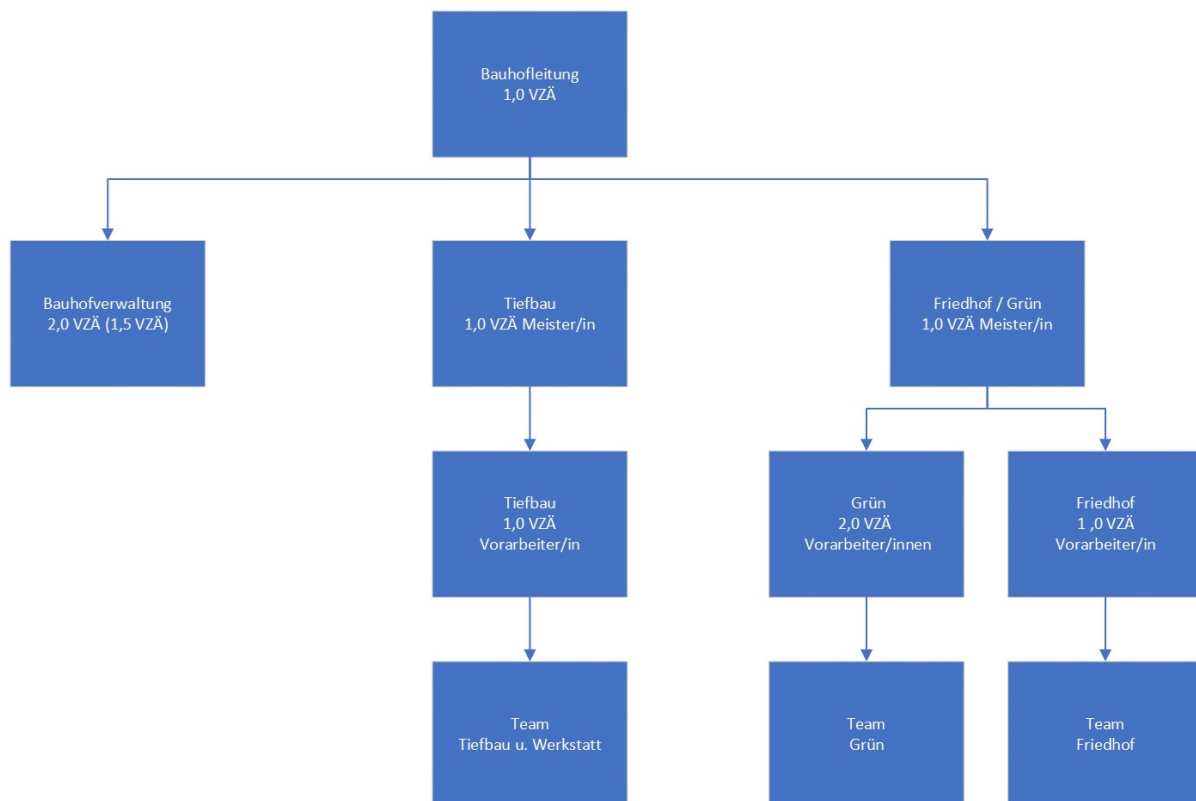 Bauhofleitung
1,0 VZÄ
Bauhofverwaltung
2,0 VZÄ (1,5 VZÄ)
Tiefbau
1,0 VZÄ Meister/in
Friedhof / Grün
1,0 VZÄ Meister/in
Tiefbau
1,0 VZÄ
Vorarbeiter/in
Grün
2,0 VZÄ
Vorarbeiter/innen
Friedhof
1 ,0 VZÄ
Vorarbeiter/in
Team
Tiefbau u. Werkstatt
Team
Grün
Team
Friedhof